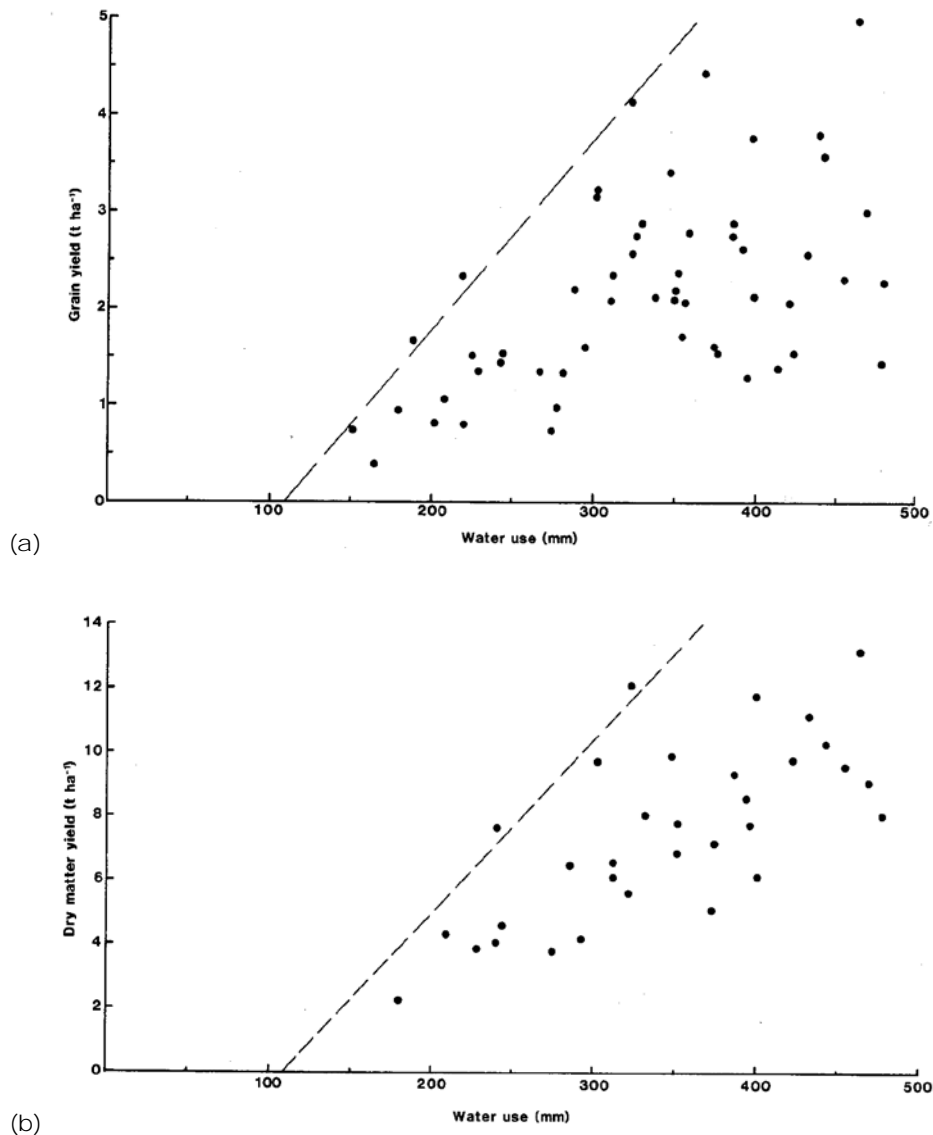 5
4
3
2
1
0
Grain yield (t ha⁻¹)
100 200 300 400 500
Water use (mm)
(a)
14
12
10
8
6
4
2
0
Dry matter yield (t ha⁻¹)
100 200 300 400 500
Water use (mm)
(b)